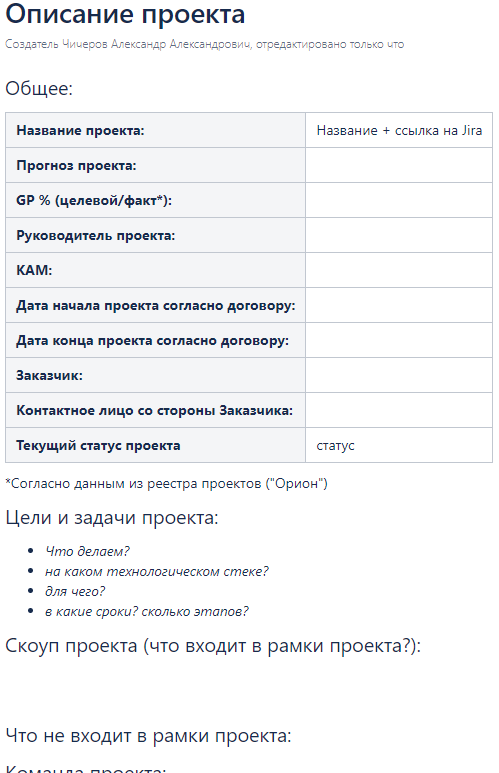 Описание проекта
Создатель Чичеров Александр Александрович, отредактировано только что
Общее:
Название проекта: Название + ссылка на Jira
Прогноз проекта:
GP % (целевой/факт*):
Руководитель проекта:
КАМ:
Дата начала проекта согласно договору:
Дата конца проекта согласно договору:
Заказчик:
Контактное лицо со стороны Заказчика:
Текущий статус проекта статус
*Согласно данным из реестра проектов ("Орион")
Цели и задачи проекта:
Что делаем?
на каком технологическом стеке?
для чего?
в какие сроки? сколько этапов?
Скоуп проекта (что входит в рамки проекта?):
Что не входит в рамки проекта:
Команда проекта: